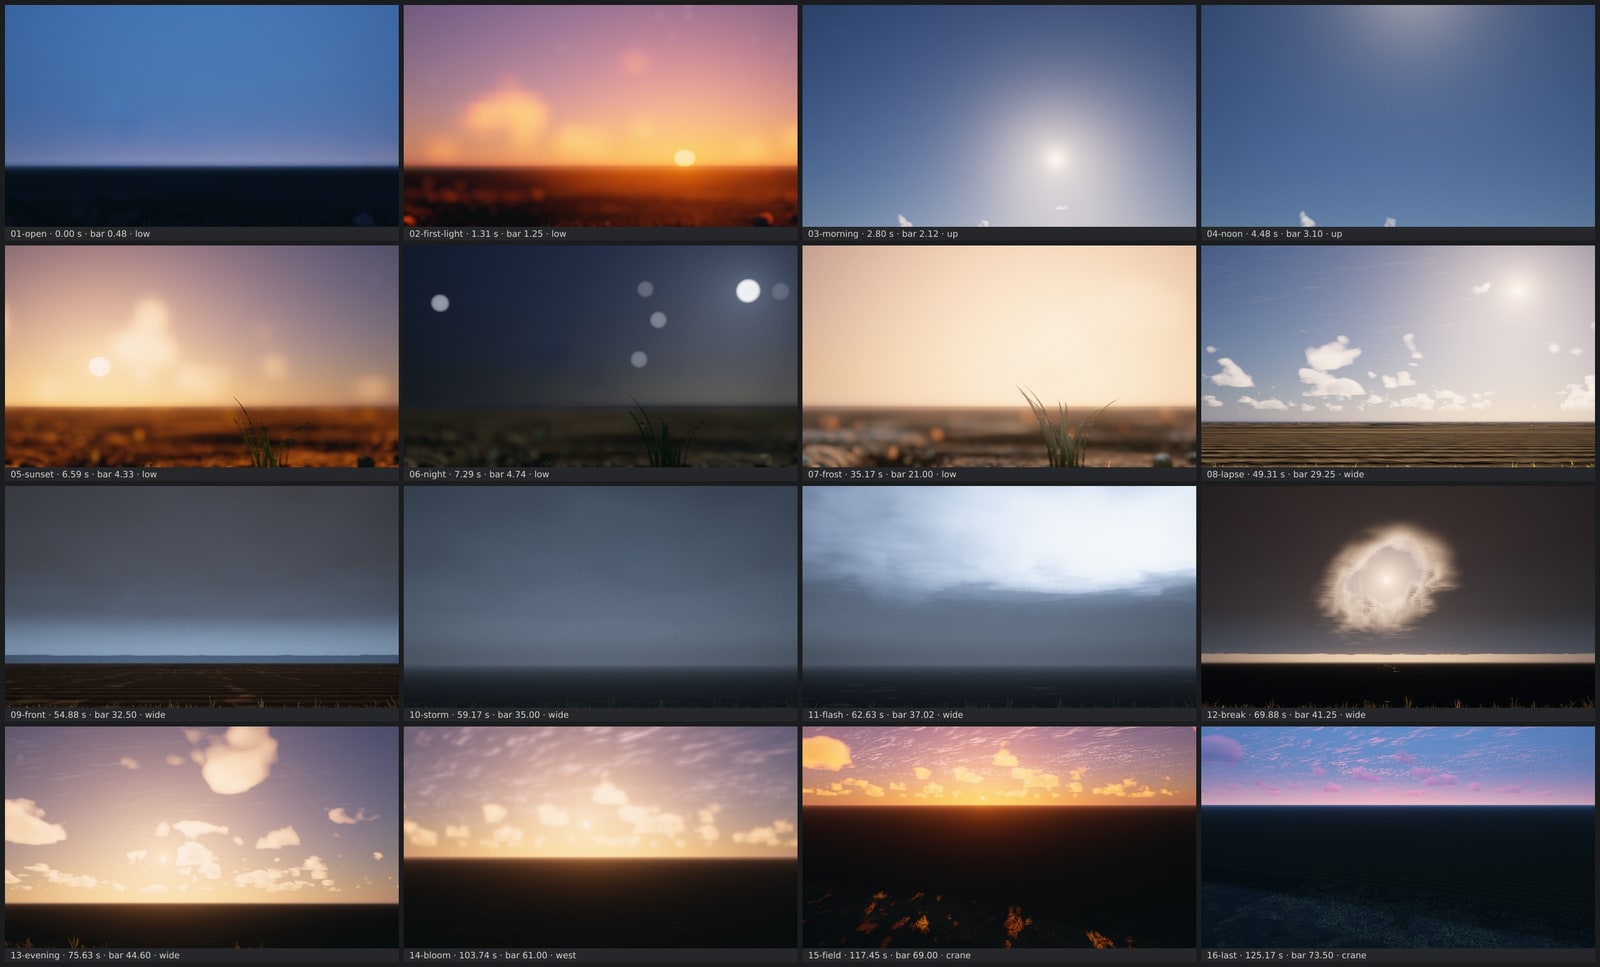 01-open · 0.00 s · bar 0.48 · low
02-first-light · 1.31 s · bar 1.25 · low
03-morning · 2.80 s · bar 2.12 · up
04-noon · 4.48 s · bar 3.10 · up
05-sunset · 6.59 s · bar 4.33 · low
06-night · 7.29 s · bar 4.74 · low
07-frost · 35.17 s · bar 21.00 · low
08-lapse · 49.31 s · bar 29.25 · wide
09-front · 54.88 s · bar 32.50 · wide
10-storm · 59.17 s · bar 35.00 · wide
11-flash · 62.63 s · bar 37.02 · wide
12-break · 69.88 s · bar 41.25 · wide
13-evening · 75.63 s · bar 44.60 · wide
14-bloom · 103.74 s · bar 61.00 · west
15-field · 117.45 s · bar 69.00 · crane
16-last · 125.17 s · bar 73.50 · crane